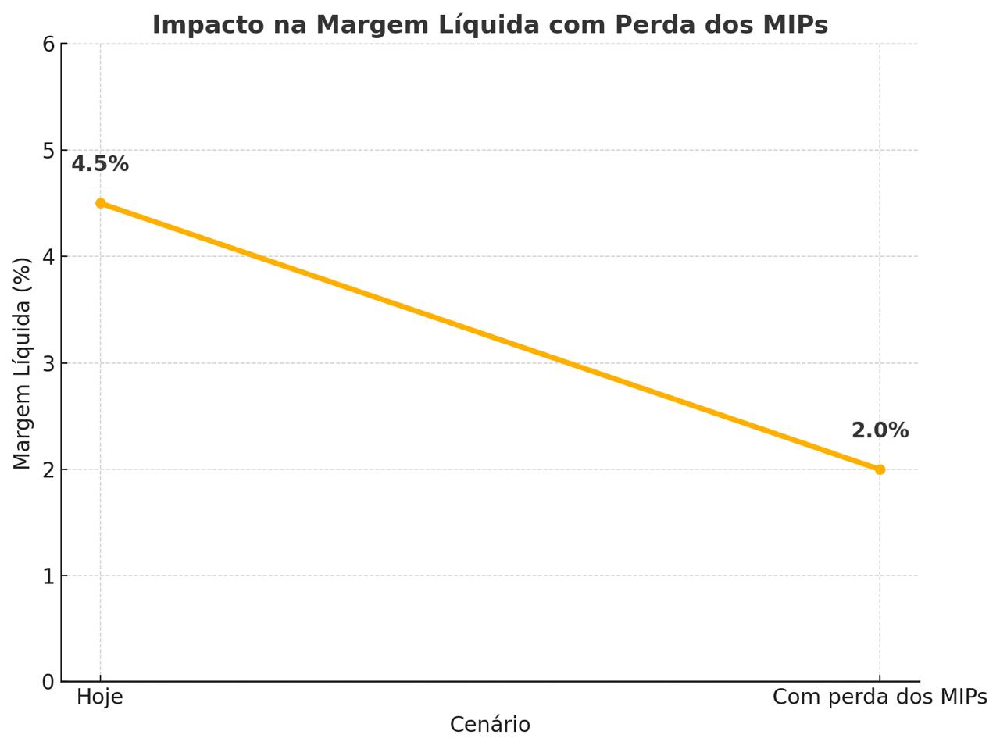 Impacto na Margem Líquida com Perda dos MIPs
6
5
4.5%
4
3
2.0%
2
1
0
Margem Líquida (%)
Hoje
Com perda dos MIPs
Cenário